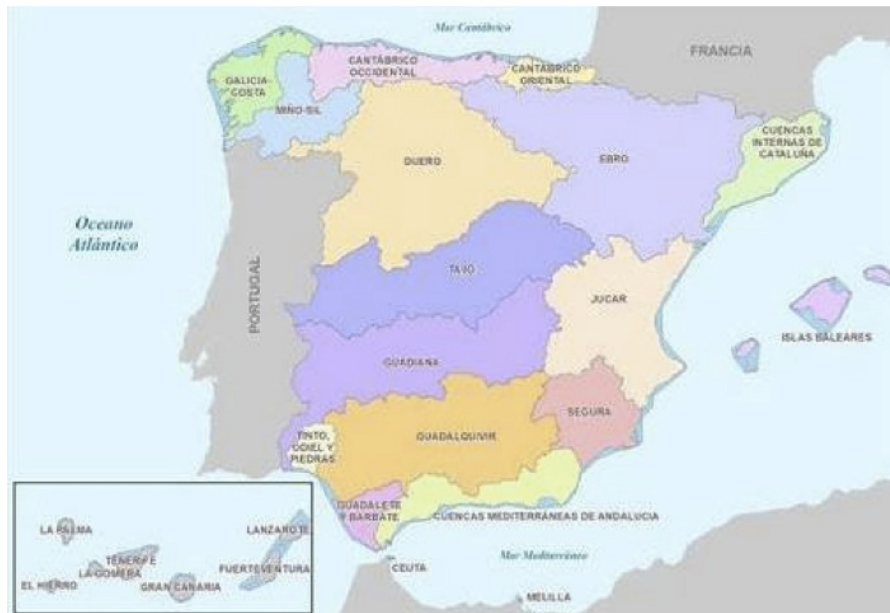 Mar Cantábrico
FRANCIA
CANTÁBRICO
OCCIDENTAL
CANTÁBRICO
ORIENTAL
GALICIA-
COSTA
MIÑO-SIL
CUENCAS
INTERNAS DE
CATALUÑA
DUERO
EBRO
Oceano
Atlántico
TAJO
PORTUGAL
JUCAR
ISLAS BALEARES
GUADIANA
SEGURA
TINTO,
ODIEL Y
PIEDRAS
GUADALQUIVIR
GUADALETE
Y BARBATE
CUENCAS MEDITERRÁNEAS DE ANDALUCIA
Mar Mediterráneo
CEUTA
MELILLA
LA PALMA
LANZAROTE
TENERIFE
LA GOMERA
FUERTEVENTURA
EL HIERRO
GRAN CANARIA